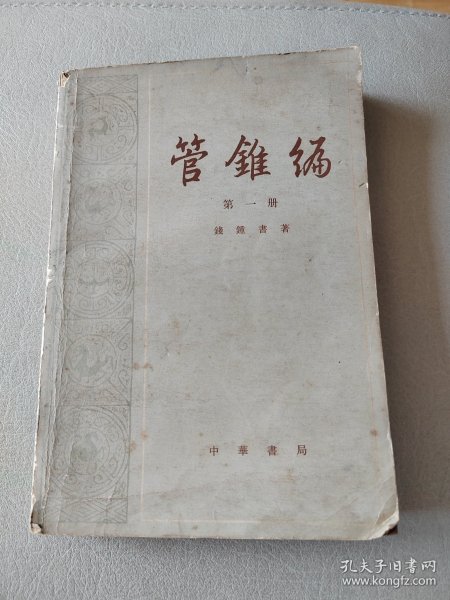 管錐編
第一册
錢鍾書著
中華書局
孔夫子旧书网
www.kongfz.com